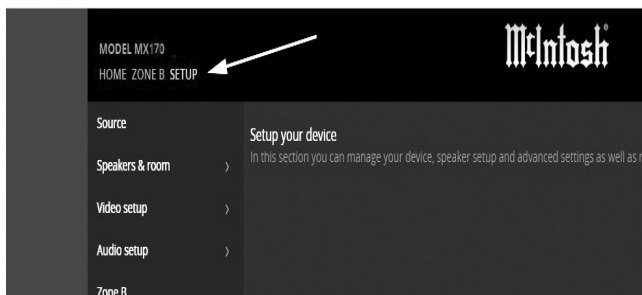 MODEL MX170
McIntosh®
HOME ZONE B SETUP
Source
Setup your device
In this section you can manage your device, speaker setup and advanced settings as well as
Speakers & room
Video setup
Audio setup
Zone B